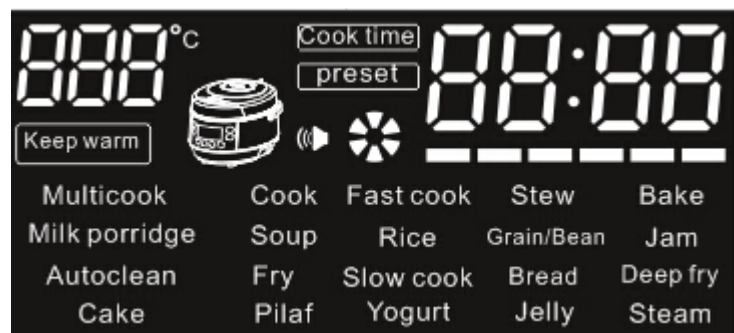 888°C
Cook time
preset
88:88
Keep warm
Multicook Cook Fast cook Stew Bake
Milk porridge Soup Rice Grain/Bean Jam
Autoclean Fry Slow cook Bread Deep fry
Cake Pilaf Yogurt Jelly Steam